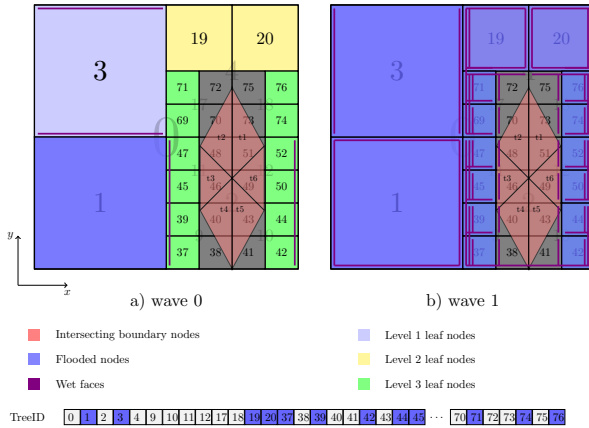 19 20
3
71 72 75 76
69 70 73 74
t2 t1
47 48 51 52
t3 t6
1 45 46 49 50
t4 t5
39 40 43 44
37 38 41 42
y
x
a) wave 0
19 20
3
71 72 75 76
69 70 73 74
t2 t1
47 48 51 52
t3 t6
1 45 46 49 50
t4 t5
39 40 43 44
37 38 41 42
b) wave 1
Intersecting boundary nodes
Flooded nodes
Wet faces
Level 1 leaf nodes
Level 2 leaf nodes
Level 3 leaf nodes
TreeID 0 1 2 3 4 9 10 11 12 17 18 19 20 37 38 39 40 41 42 43 44 45 ··· 70 71 72 73 74 75 76